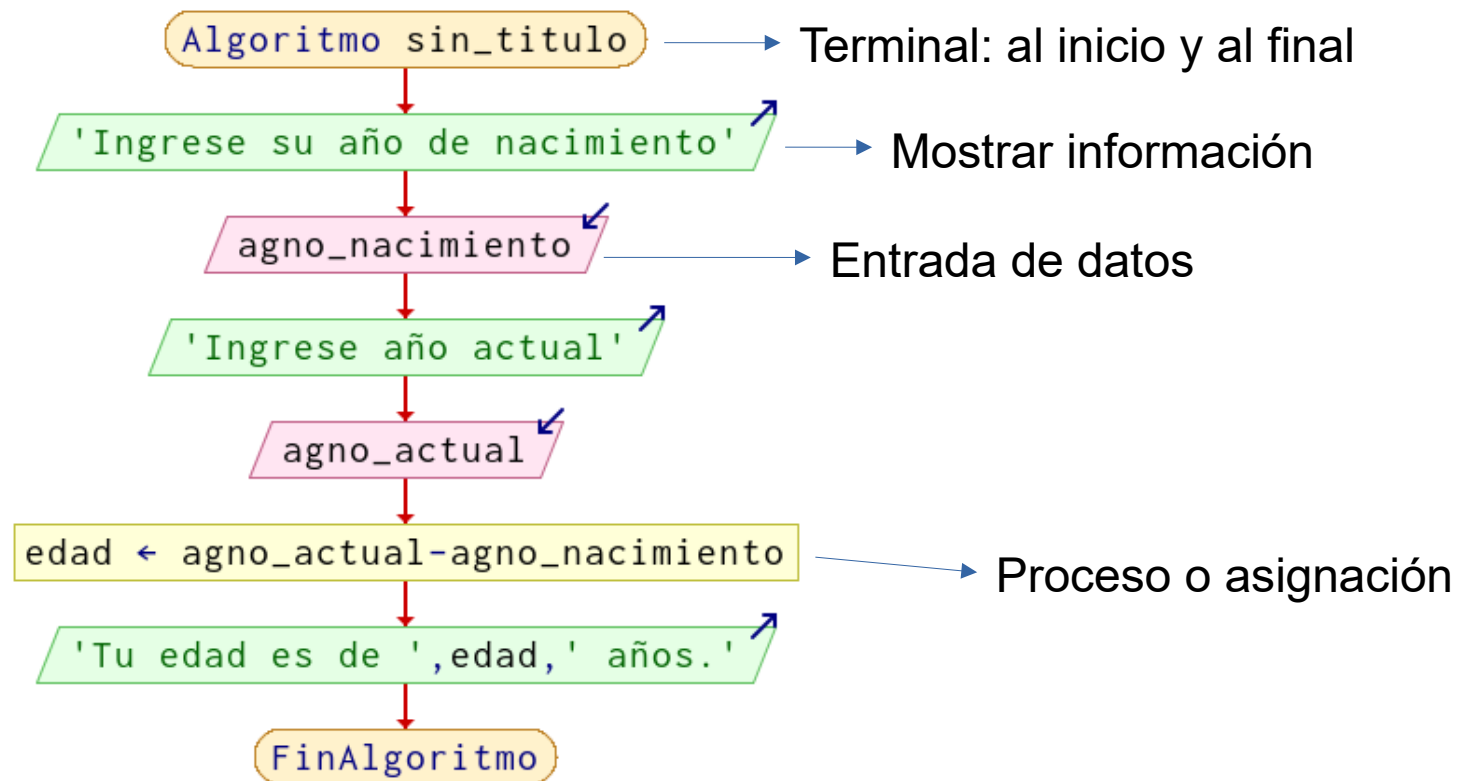 Algoritmo sin_titulo
Terminal: al inicio y al final
'Ingrese su año de nacimiento'
Mostrar información
agno_nacimiento
Entrada de datos
'Ingrese año actual'
agno_actual
edad ← agno_actual-agno_nacimiento
Proceso o asignación
'Tu edad es de ',edad,' años.'
FinAlgoritmo